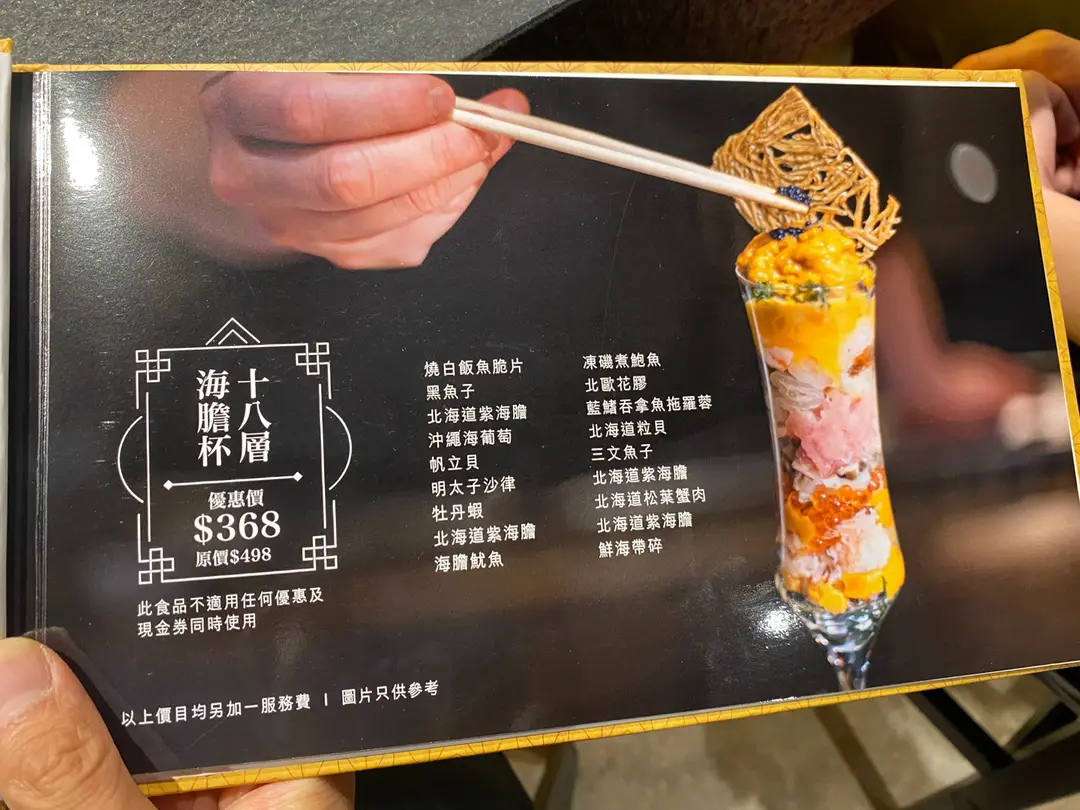 十八層
海膽杯
優惠價
$368
原價$498
此食品不適用任何優惠及
現金券同時使用
燒白飯魚脆片
黑魚子
北海道紫海膽
沖繩海葡萄
帆立貝
明太子沙律
牡丹蝦
北海道紫海膽
海膽魷魚
凍磯煮鮑魚
北歐花膠
藍鰭吞拿魚拖羅蓉
北海道粒貝
三文魚子
北海道紫海膽
北海道松葉蟹肉
北海道紫海膽
鮮海帶碎
以上價目均另加一服務費 | 圖片只供參考